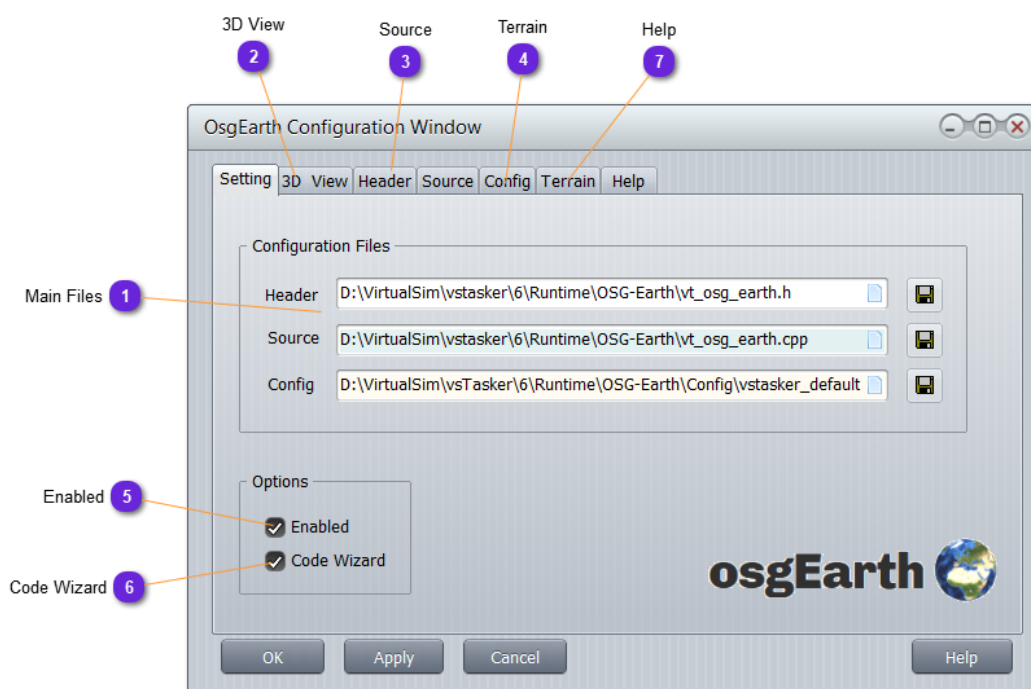 3D View
2
Source
3
Terrain
4
Help
7
OsgEarth Configuration Window
Setting 3D View Header Source Config Terrain Help
Configuration Files
Main Files 1
Header D:\VirtualSim\vstasker\6\Runtime\OSG-Earth\vt_osg_earth.h
Source D:\VirtualSim\vstasker\6\Runtime\OSG-Earth\vt_osg_earth.cpp
Config D:\VirtualSim\vsTasker\6\Runtime\OSG-Earth\Config\vstasker_default
Options
Enabled 5
Enabled
Code Wizard
Code Wizard 6
osgEarth
OK Apply Cancel Help